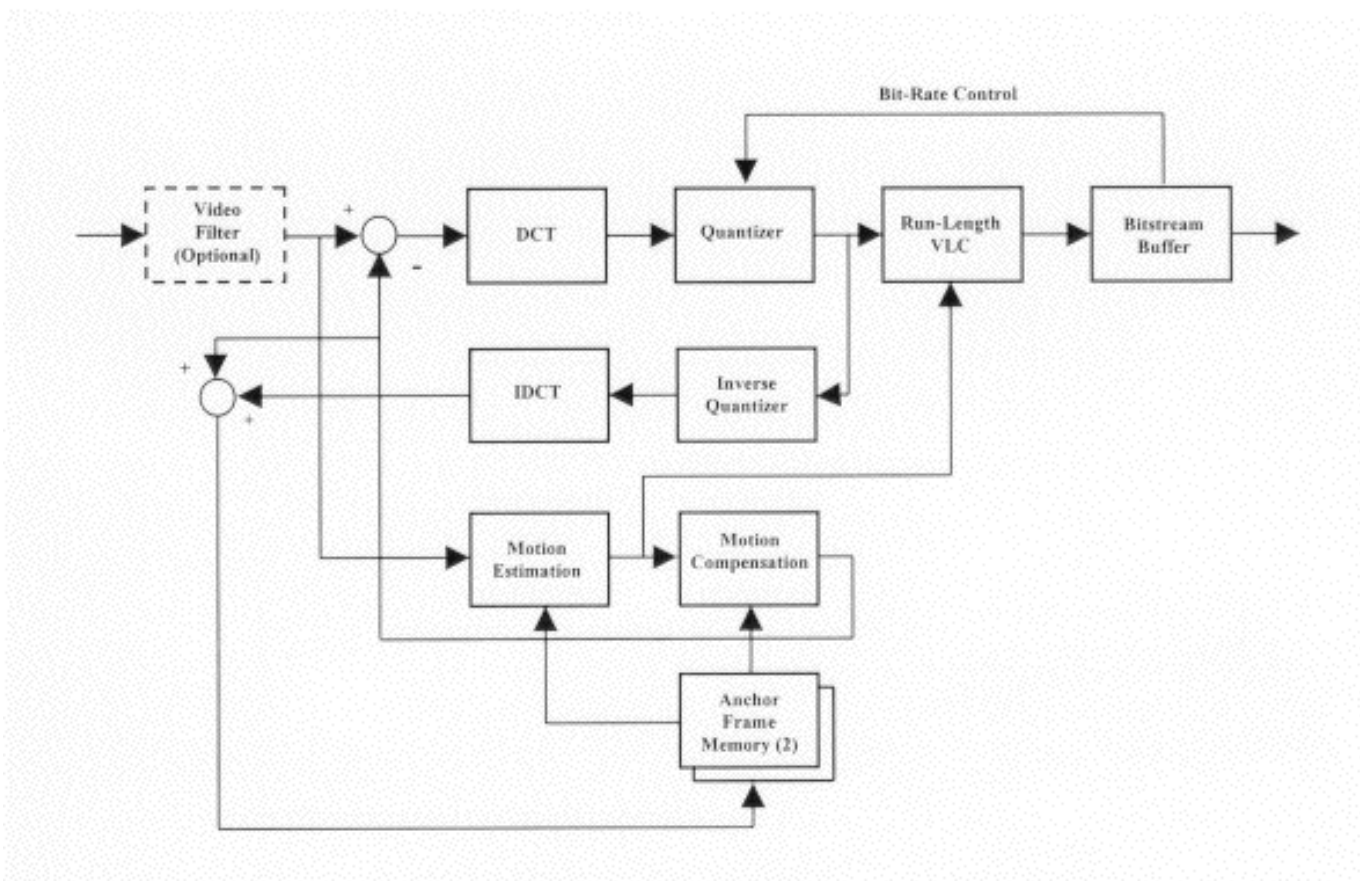 Bit-Rate Control
Video
Filter
(Optional)
+
-
DCT
Quantizer
Run-Length
VLC
Bitstream
Buffer
+
+
IDCT
Inverse
Quantizer
Motion
Estimation
Motion
Compensation
Anchor
Frame
Memory (2)